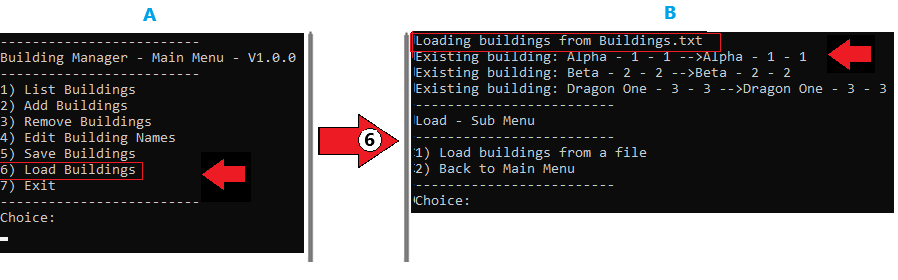 A
-------------------------
Building Manager - Main Menu - V1.0.0
-------------------------
1) List Buildings
2) Add Buildings
3) Remove Buildings
4) Edit Building Names
5) Save Buildings
6) Load Buildings
7) Exit
-------------------------
Choice:
6
B
Loading buildings from Buildings.txt
Existing building: Alpha - 1 - 1 -->Alpha - 1 - 1
Existing building: Beta - 2 - 2 -->Beta - 2 - 2
Existing building: Dragon One - 3 - 3 -->Dragon One - 3 - 3
-------------------------
Load - Sub Menu
-------------------------
1) Load buildings from a file
2) Back to Main Menu
-------------------------
Choice: